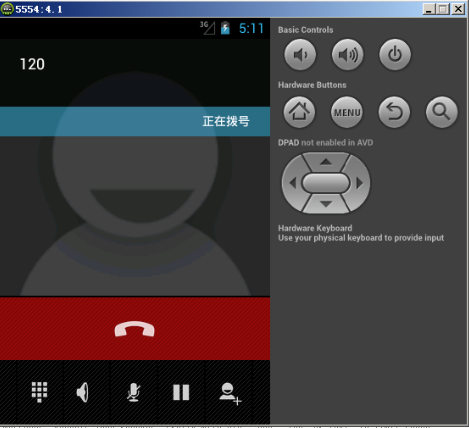 5554:4.1
3G 5:11
120
正在拨号
Basic Controls
Hardware Buttons
MENU
DPAD not enabled in AVD
Hardware Keyboard
Use your physical keyboard to provide input